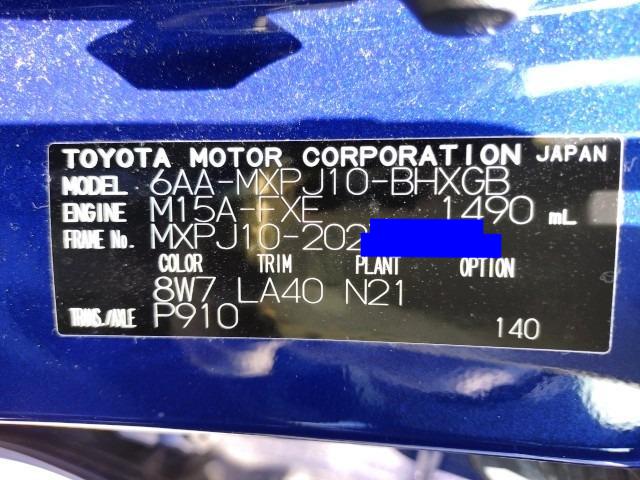 TOYOTA MOTOR CORPORATION JAPAN
MODEL 6AA-MXPJ10-BHXGB
ENGINE M15A-FXE 1490 mL
FRAME No. MXPJ10-202
COLOR TRIM PLANT OPTION
8W7 LA40 N21
TRANS./AXLE P910 140